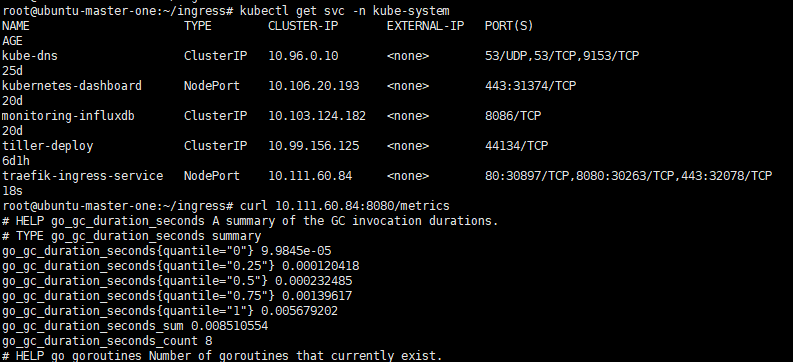 root@ubuntu-master-one:~/ingress# kubectl get svc -n kube-system
NAME TYPE CLUSTER-IP EXTERNAL-IP PORT(S)
AGE
kube-dns ClusterIP 10.96.0.10 <none> 53/UDP,53/TCP,9153/TCP
25d
kubernetes-dashboard NodePort 10.106.20.193 <none> 443:31374/TCP
20d
monitoring-influxdb ClusterIP 10.103.124.182 <none> 8086/TCP
20d
tiller-deploy ClusterIP 10.99.156.125 <none> 44134/TCP
6d1h
traefik-ingress-service NodePort 10.111.60.84 <none> 80:30897/TCP,8080:30263/TCP,443:32078/TCP
18s
root@ubuntu-master-one:~/ingress# curl 10.111.60.84:8080/metrics
# HELP go_gc_duration_seconds A summary of the GC invocation durations.
# TYPE go_gc_duration_seconds summary
go_gc_duration_seconds{quantile="0"} 9.9845e-05
go_gc_duration_seconds{quantile="0.25"} 0.000120418
go_gc_duration_seconds{quantile="0.5"} 0.000232485
go_gc_duration_seconds{quantile="0.75"} 0.00139617
go_gc_duration_seconds{quantile="1"} 0.005679202
go_gc_duration_seconds_sum 0.008510554
go_gc_duration_seconds_count 8
# HELP go_goroutines Number of goroutines that currently exist.